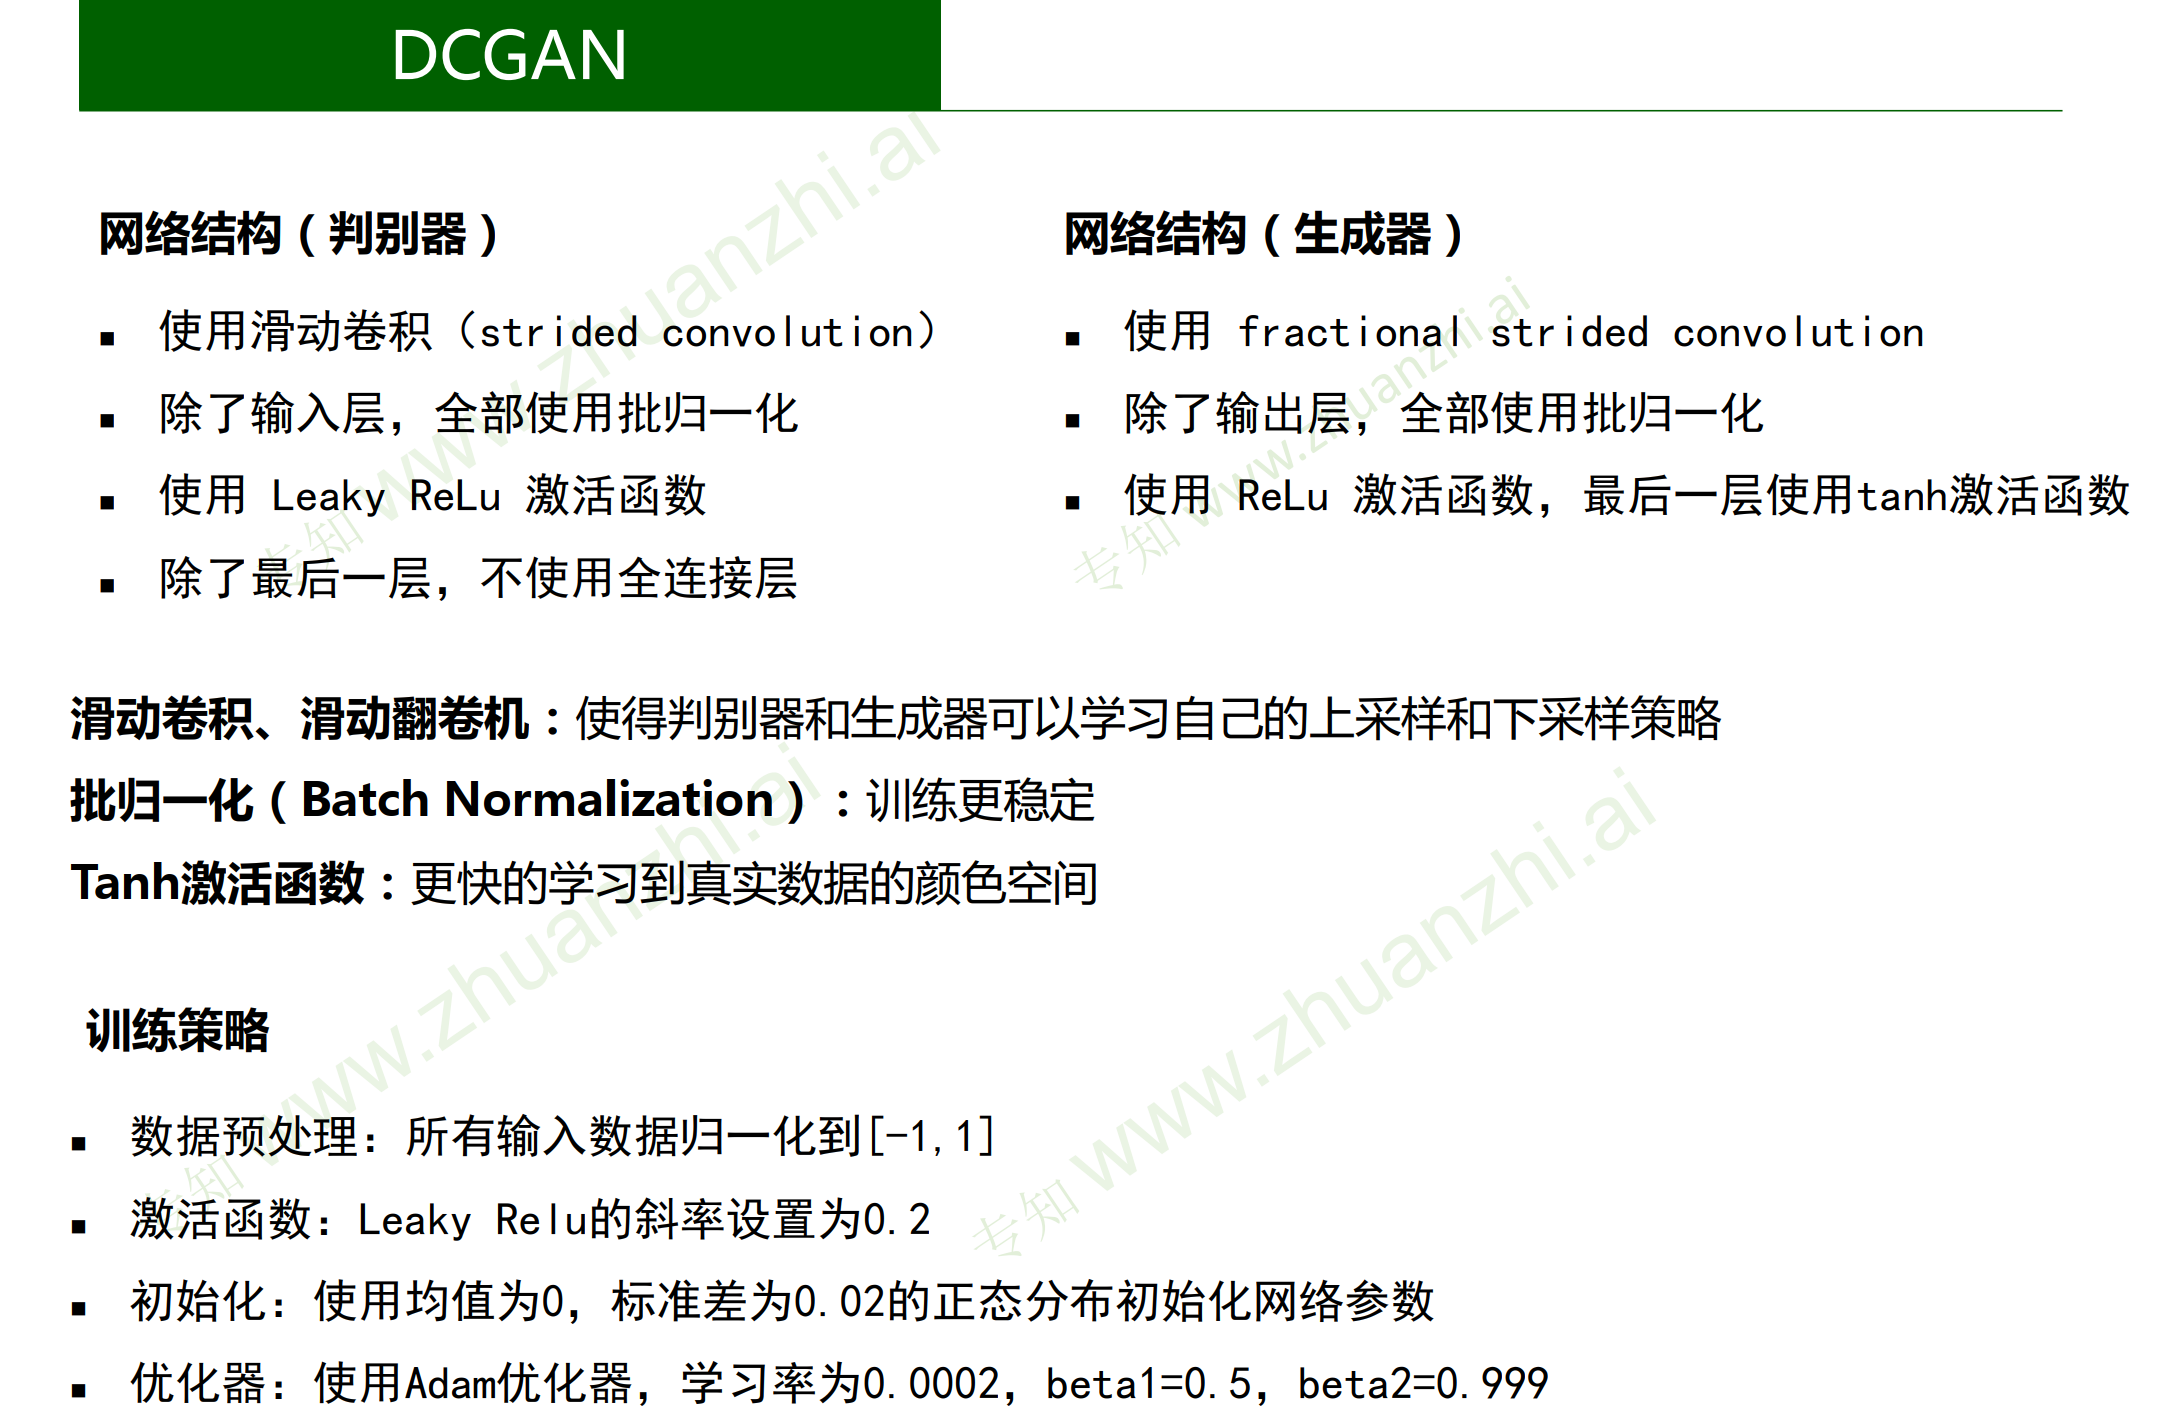 DCGAN
网络结构（判别器）
■ 使用滑动卷积（strided convolution）
■ 除了输入层，全部使用批归一化
■ 使用 Leaky ReLu 激活函数
■ 除了最后一层，不使用全连接层
网络结构（生成器）
■ 使用 fractional strided convolution
■ 除了输出层，全部使用批归一化
■ 使用 ReLu 激活函数，最后一层使用tanh激活函数
滑动卷积、滑动翻卷机：使得判别器和生成器可以学习自己的上采样和下采样策略
批归一化（Batch Normalization）：训练更稳定
Tanh激活函数：更快的学习到真实数据的颜色空间
训练策略
■ 数据预处理：所有输入数据归一化到[-1,1]
■ 激活函数：Leaky Relu的斜率设置为0.2
■ 初始化：使用均值为0，标准差为0.02的正态分布初始化网络参数
■ 优化器：使用Adam优化器，学习率为0.0002，beta1=0.5，beta2=0.999
专知 www.zhuanzhi.ai
专知 www.zhuanzhi.ai
专知 www.zhuanzhi.ai
专知 www.zhuanzhi.ai